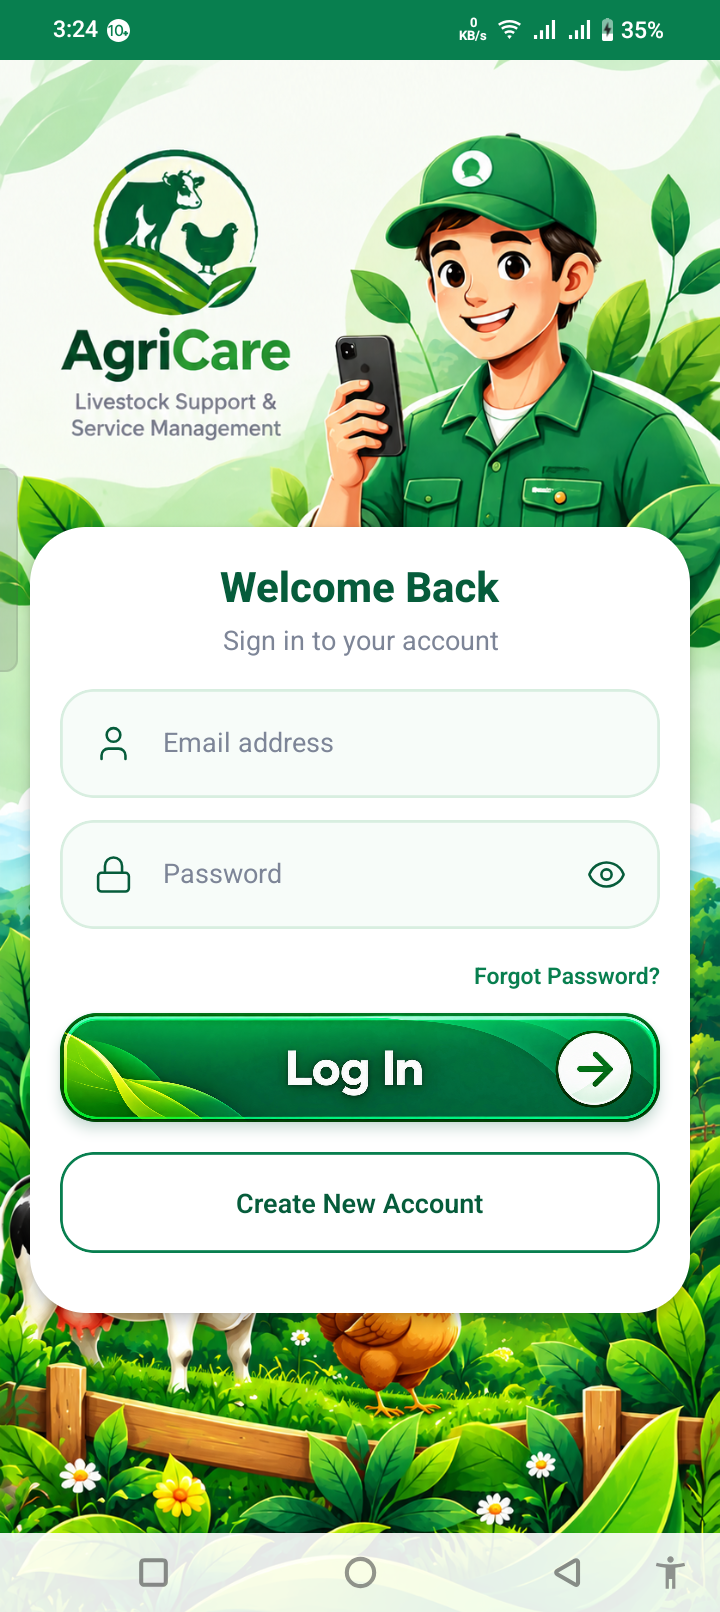 3:24
0
KB/s
35%
AgriCare
Livestock Support &
Service Management
Welcome Back
Sign in to your account
Email address
Password
Forgot Password?
Log In
Create New Account